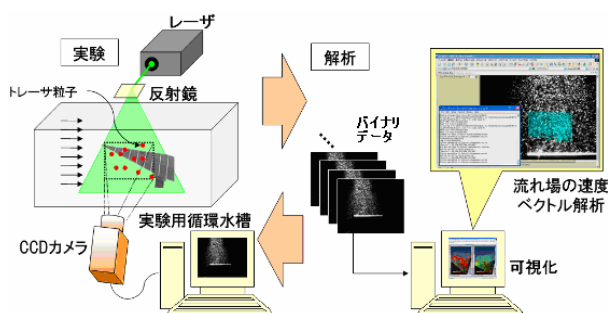 レーザ
実験
解析
トレーサ粒子
反射鏡
バイナリ
データ
流れ場の速度
ベクトル解析
実験用循環水槽
CCDカメラ
可視化